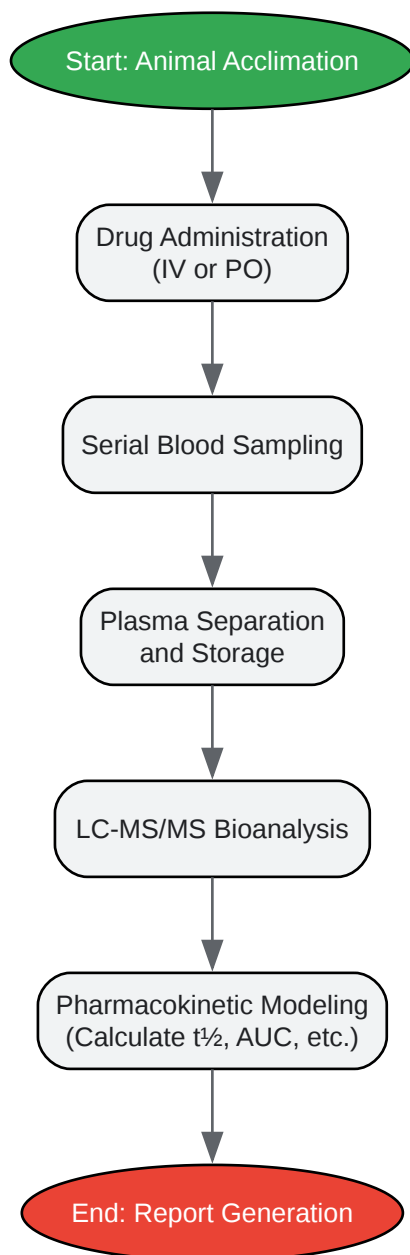 Start: Animal Acclimation
Drug Administration
(IV or PO)
Serial Blood Sampling
Plasma Separation
and Storage
LC-MS/MS Bioanalysis
Pharmacokinetic Modeling
(Calculate t½, AUC, etc.)
End: Report Generation